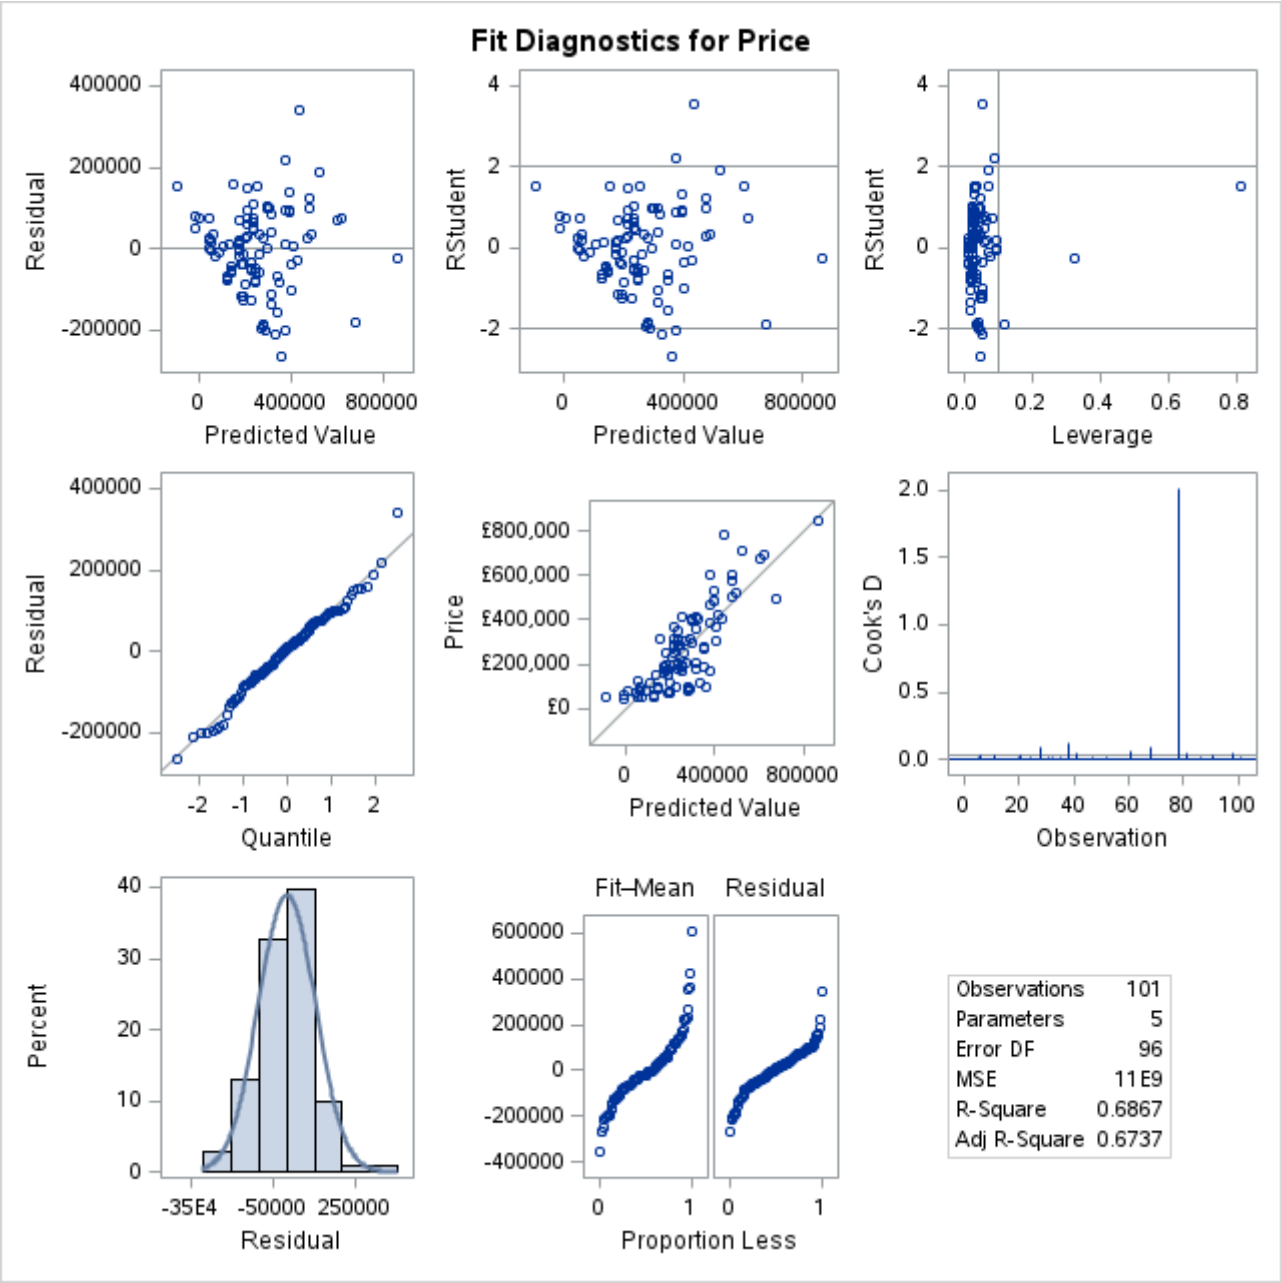 Fit Diagnostics for Price
400000
200000
0
-200000
Residual
0 400000 800000
Predicted Value
4
2
0
-2
RStudent
0 400000 800000
Predicted Value
4
2
0
-2
RStudent
0.0 0.2 0.4 0.6 0.8
Leverage
400000
200000
0
-200000
Residual
-2 -1 0 1 2
Quantile
£800,000
£600,000
£400,000
£200,000
£0
Price
0 400000 800000
Predicted Value
2.0
1.5
1.0
0.5
0.0
Cook's D
0 20 40 60 80 100
Observation
40
30
20
10
0
Percent
-35E4 -50000 250000
Residual
Fit–Mean Residual
600000
400000
200000
0
-200000
-400000
0 1 0 1
Proportion Less
Observations 101
Parameters 5
Error DF 96
MSE 11E9
R-Square 0.6867
Adj R-Square 0.6737